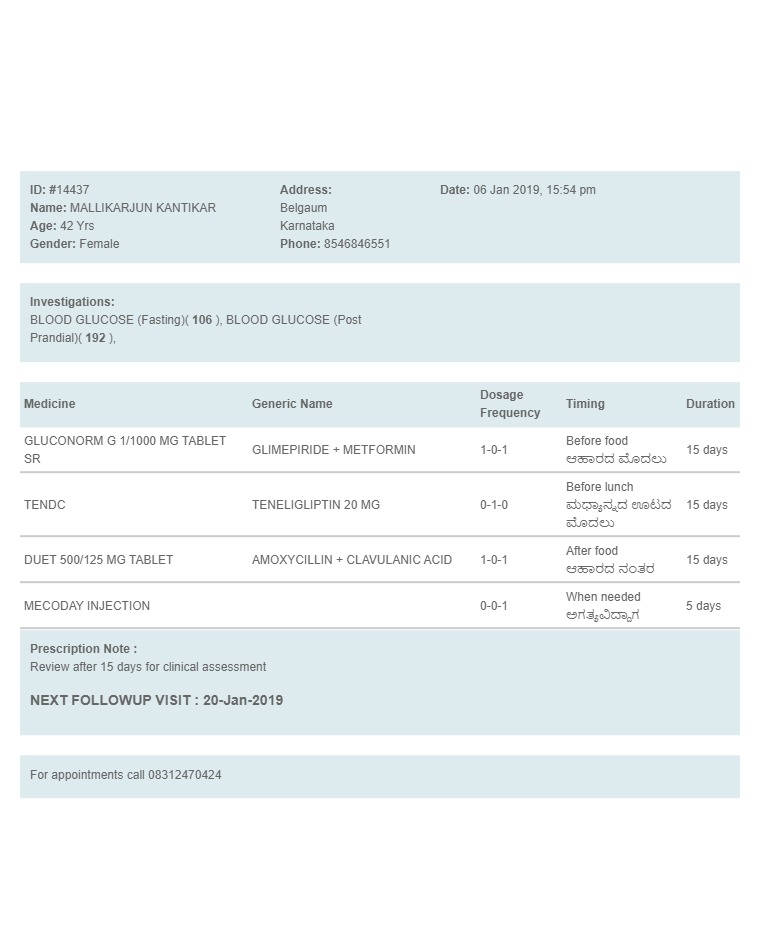 ID: #14437
Name: MALLIKARJUN KANTIKAR
Age: 42 Yrs
Gender: Female
Address:
Belgaum
Karnataka
Phone: 8546846551
Date: 06 Jan 2019, 15:54 pm
Investigations:
BLOOD GLUCOSE (Fasting)( 106 ), BLOOD GLUCOSE (Post
Prandial)( 192 ),
Medicine Generic Name Dosage Frequency Timing Duration
GLUCONORM G 1/1000 MG TABLET SR GLIMEPIRIDE + METFORMIN 1-0-1 Before food ಆಹಾರದ ಮೊದಲು 15 days
TENDC TENELIGLIPTIN 20 MG 0-1-0 Before lunch ಮಧ್ಯಾನ್ನದ ಊಟದ ಮೊದಲು 15 days
DUET 500/125 MG TABLET AMOXYCILLIN + CLAVULANIC ACID 1-0-1 After food ಆಹಾರದ ನಂತರ 15 days
MECODAY INJECTION 0-0-1 When needed ಅಗತ್ಯವಿದ್ದಾಗ 5 days
Prescription Note :
Review after 15 days for clinical assessment
NEXT FOLLOWUP VISIT : 20-Jan-2019
For appointments call 08312470424